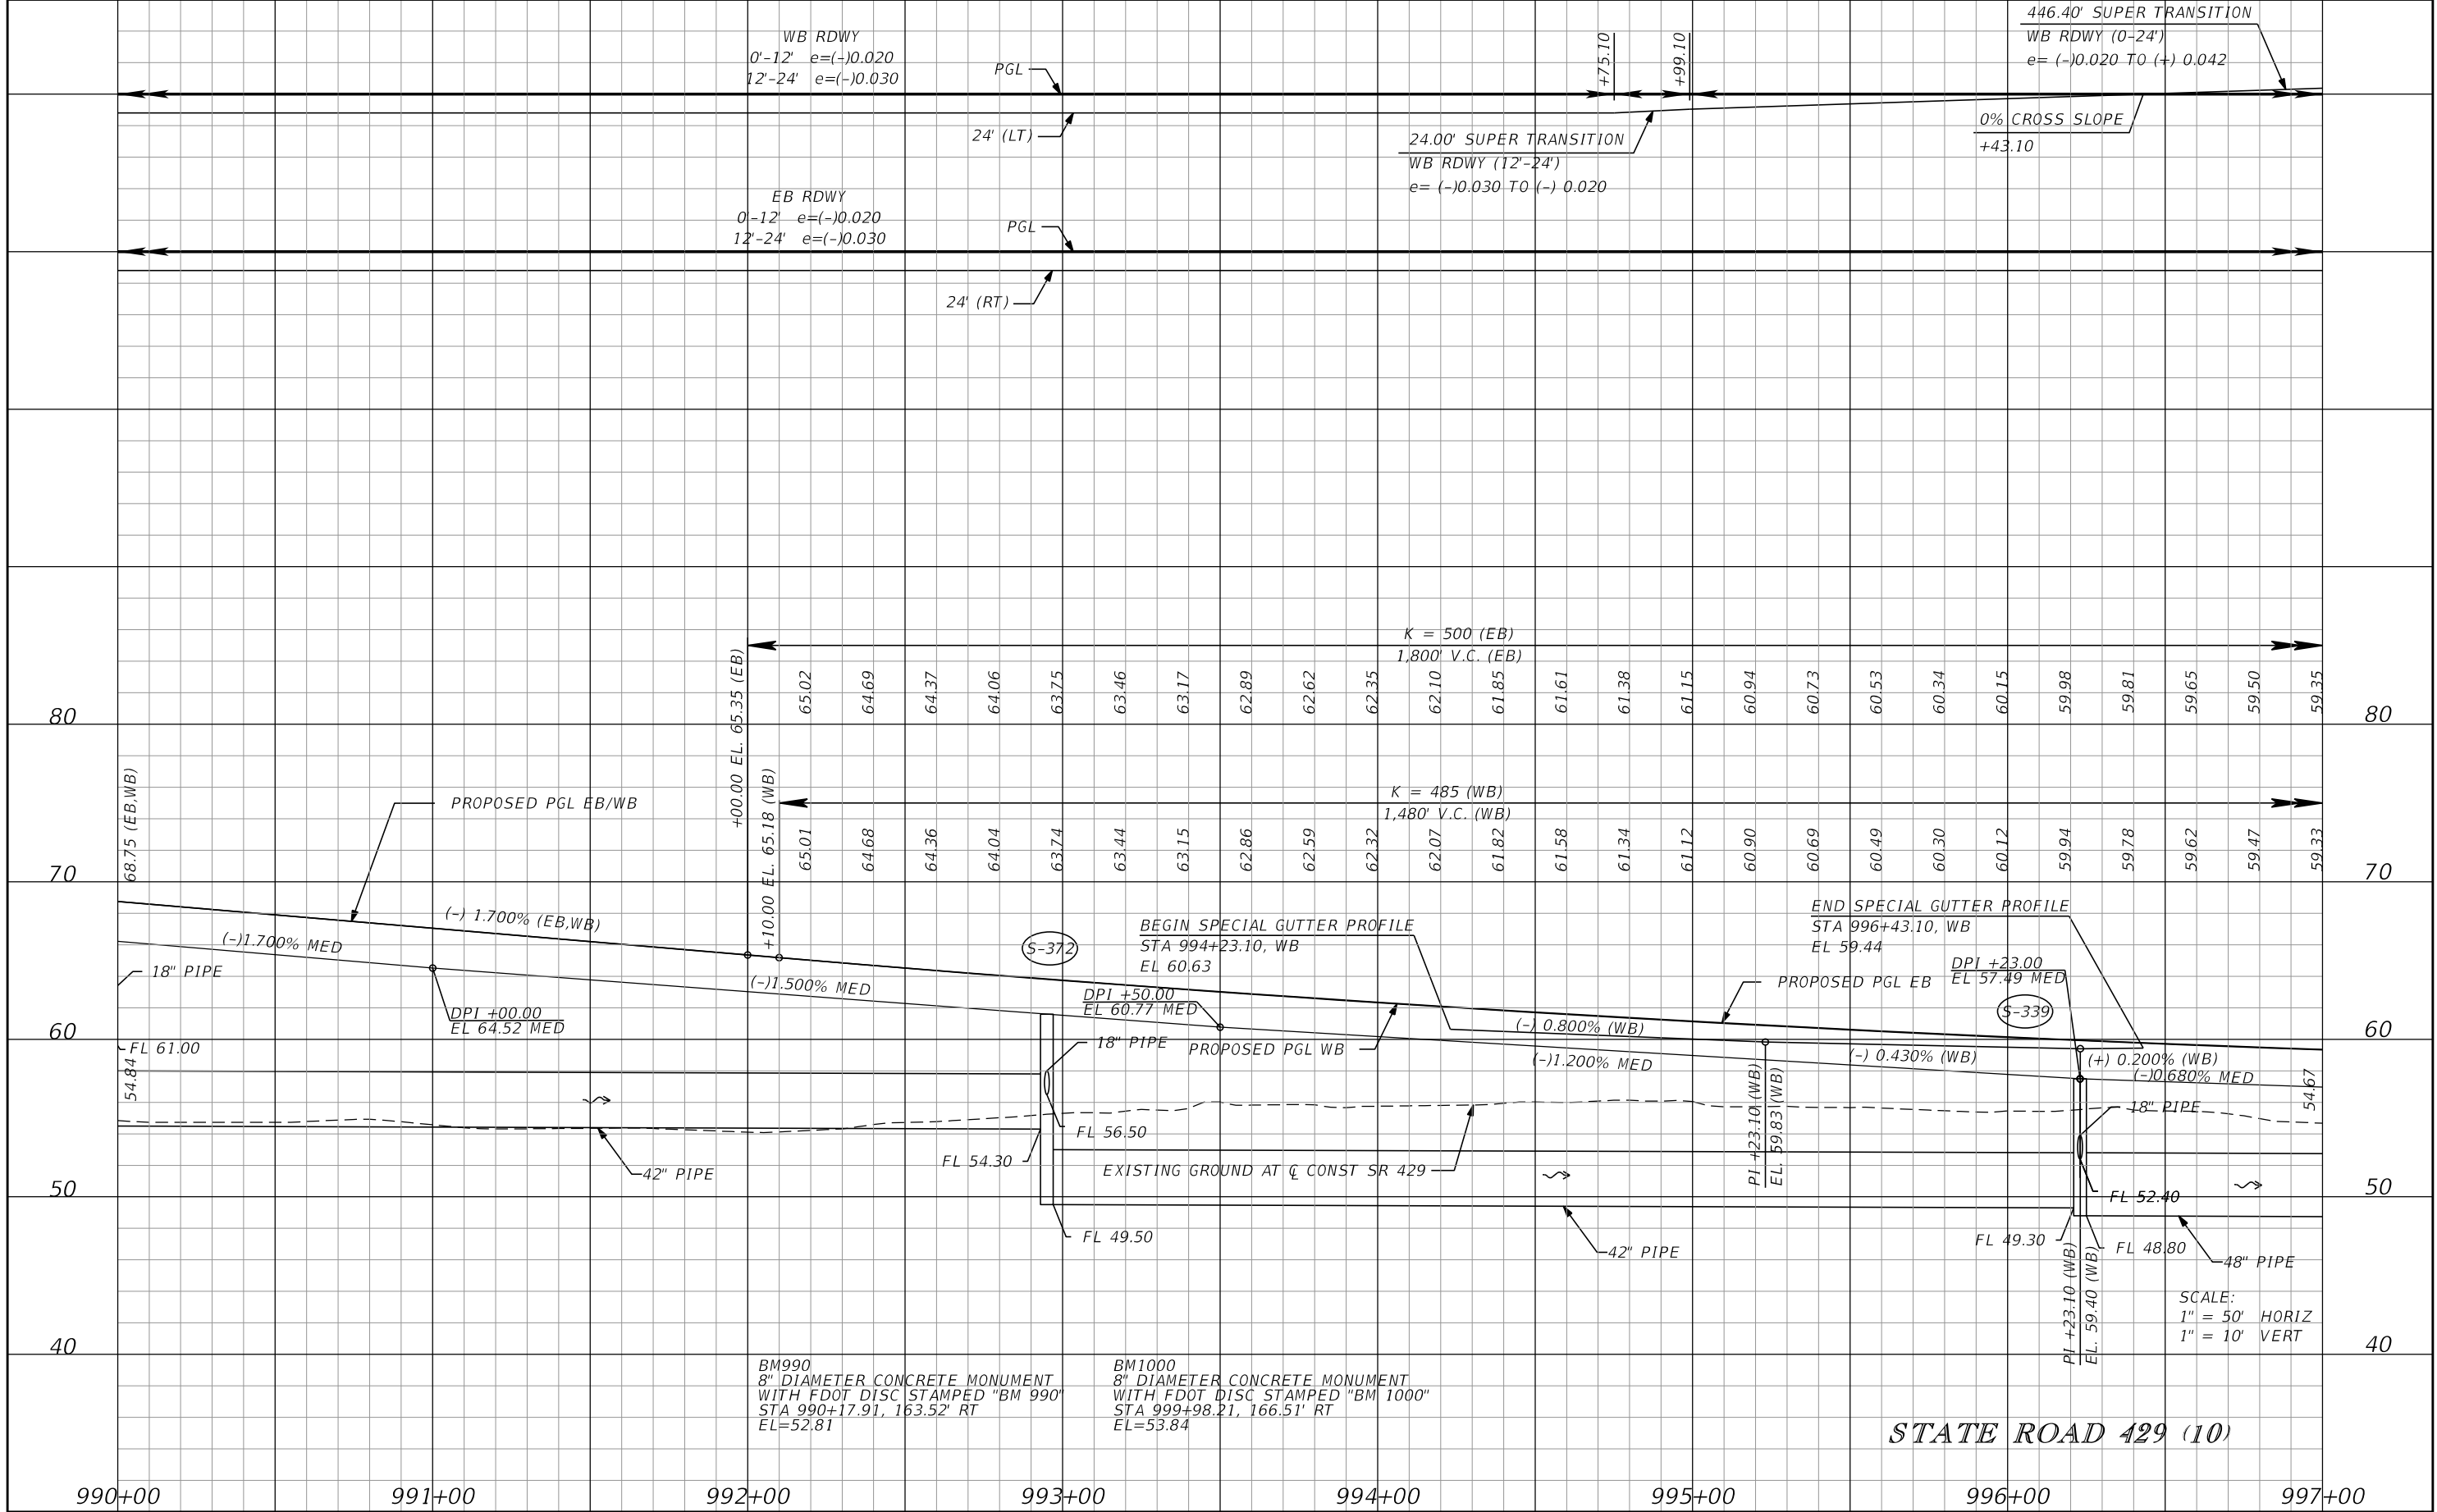 446.40' SUPER TRANSITION
WB RDWY (0-24')
e= (-)0.020 TO (+) 0.042
WB RDWY
0'-12' e=(-)0.020
12'-24' e=(-)0.030
PGL
+75.10
+99.10
24' (LT)
24.00' SUPER TRANSITION
WB RDWY (12'-24')
e= (-)0.030 TO (-) 0.020
0% CROSS SLOPE
+43.10
EB RDWY
0'-12' e=(-)0.020
12'-24' e=(-)0.030
PGL
24' (RT)
K = 500 (EB)
1,800' V.C. (EB)
+00.00 EL. 65.35 (EB)
65.02 64.69 64.37 64.06 63.75 63.46 63.17 62.89 62.62 62.35 62.10 61.85 61.61 61.38 61.15 60.94 60.73 60.53 60.34 60.15 59.98 59.81 59.65 59.50 59.35
80
80
K = 485 (WB)
1,480' V.C. (WB)
68.75 (EB,WB)
PROPOSED PGL EB/WB
+10.00 EL. 65.18 (WB)
65.01 64.68 64.36 64.04 63.74 63.44 63.15 62.86 62.59 62.32 62.07 61.82 61.58 61.34 61.12 60.90 60.69 60.49 60.30 60.12 59.94 59.78 59.62 59.47 59.33
70
70
(-) 1.700% (EB,WB)
(-)1.700% MED
18" PIPE
S-372
(-)1.500% MED
BEGIN SPECIAL GUTTER PROFILE
STA 994+23.10, WB
EL 60.63
END SPECIAL GUTTER PROFILE
STA 996+43.10, WB
EL 59.44
DPI +23.00
EL 57.49 MED
PROPOSED PGL EB
S-339
DPI +50.00
EL 60.77 MED
DPI +00.00
EL 64.52 MED
60
60
FL 61.00
54.84
18" PIPE
PROPOSED PGL WB
(-) 0.800% (WB)
(-)1.200% MED
(-) 0.430% (WB)
(+) 0.200% (WB)
(-)0.680% MED
54.67
PI +23.10 (WB)
EL. 59.83 (WB)
18" PIPE
FL 56.50
FL 54.30
42" PIPE
EXISTING GROUND AT ℄ CONST SR 429
50
50
FL 52.40
FL 49.50
42" PIPE
FL 49.30
FL 48.80
48" PIPE
PI +23.10 (WB)
EL. 59.40 (WB)
SCALE:
1" = 50' HORIZ
1" = 10' VERT
40
40
BM990
8" DIAMETER CONCRETE MONUMENT
WITH FDOT DISC STAMPED "BM 990"
STA 990+17.91, 163.52' RT
EL=52.81
BM1000
8" DIAMETER CONCRETE MONUMENT
WITH FDOT DISC STAMPED "BM 1000"
STA 999+98.21, 166.51' RT
EL=53.84
STATE ROAD 429 (10)
990+00 991+00 992+00 993+00 994+00 995+00 996+00 997+00